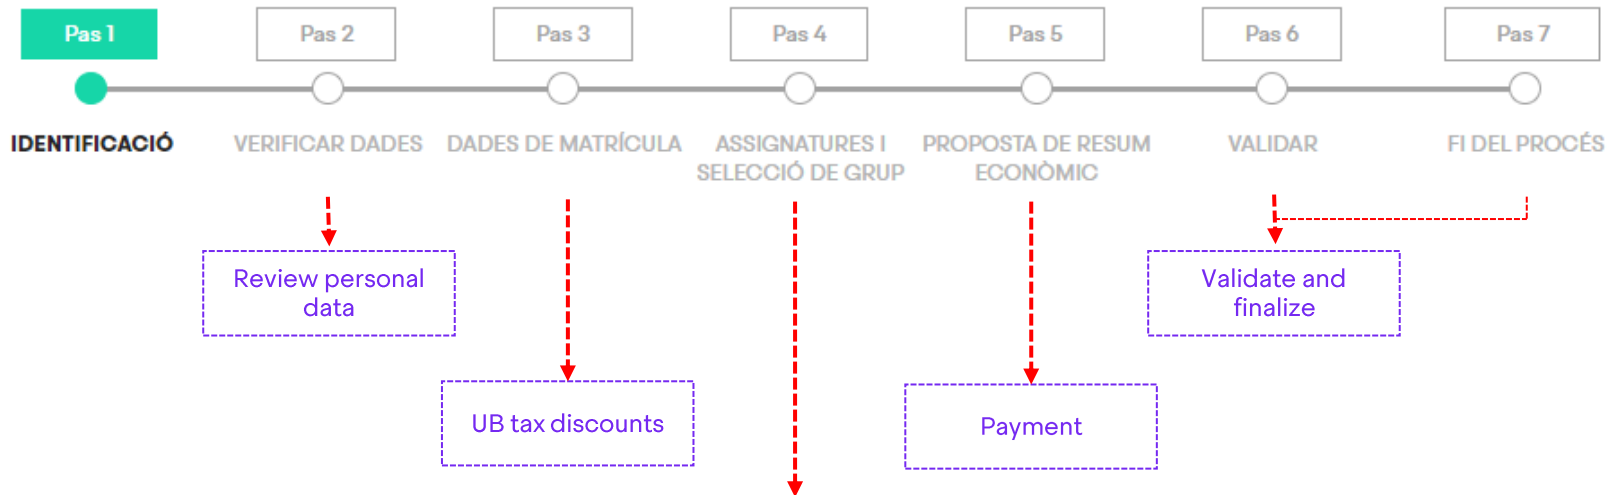 Pas 1
Pas 2
Pas 3
Pas 4
Pas 5
Pas 6
Pas 7
IDENTIFICACIÓ
VERIFICAR DADES
DADES DE MATRÍCULA
ASSIGNATURES I
SELECCIÓ DE GRUP
PROPOSTA DE RESUM
ECONÒMIC
VALIDAR
FI DEL PROCÉS
Review personal
data
UB tax discounts
Payment
Validate and
finalize